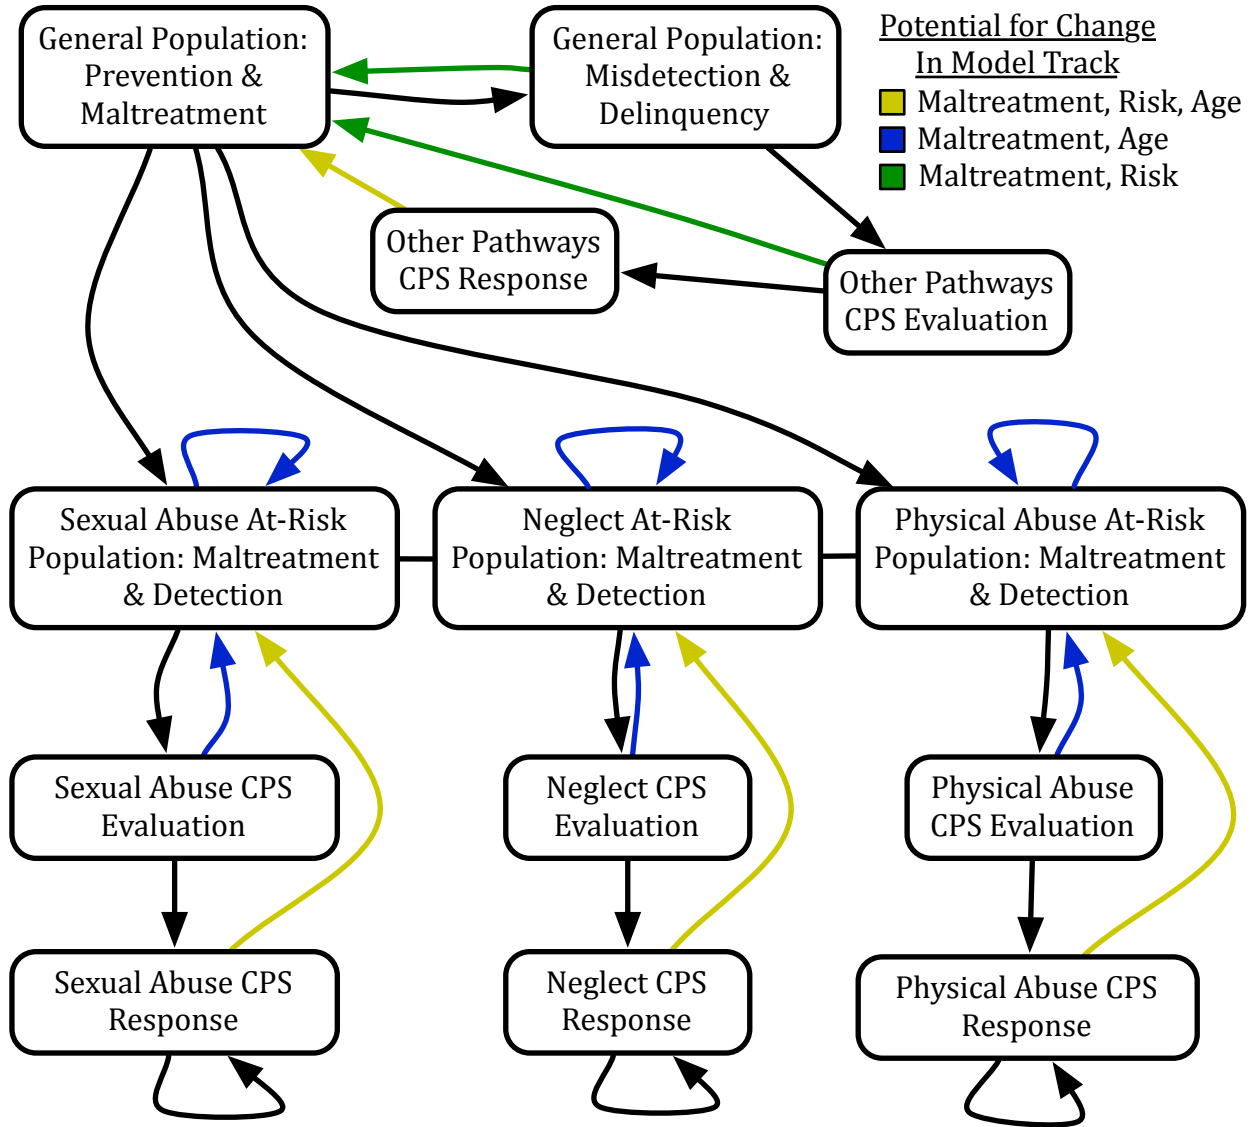 General Population:
Prevention &
Maltreatment
General Population:
Misdetection &
Delinquency
Potential for Change
In Model Track
Maltreatment, Risk, Age
Maltreatment, Age
Maltreatment, Risk
Other Pathways
CPS Response
Other Pathways
CPS Evaluation
Sexual Abuse At-Risk
Population: Maltreatment
& Detection
Neglect At-Risk
Population: Maltreatment
& Detection
Physical Abuse At-Risk
Population: Maltreatment
& Detection
Sexual Abuse CPS
Evaluation
Neglect CPS
Evaluation
Physical Abuse
CPS Evaluation
Sexual Abuse CPS
Response
Neglect CPS
Response
Physical Abuse CPS
Response